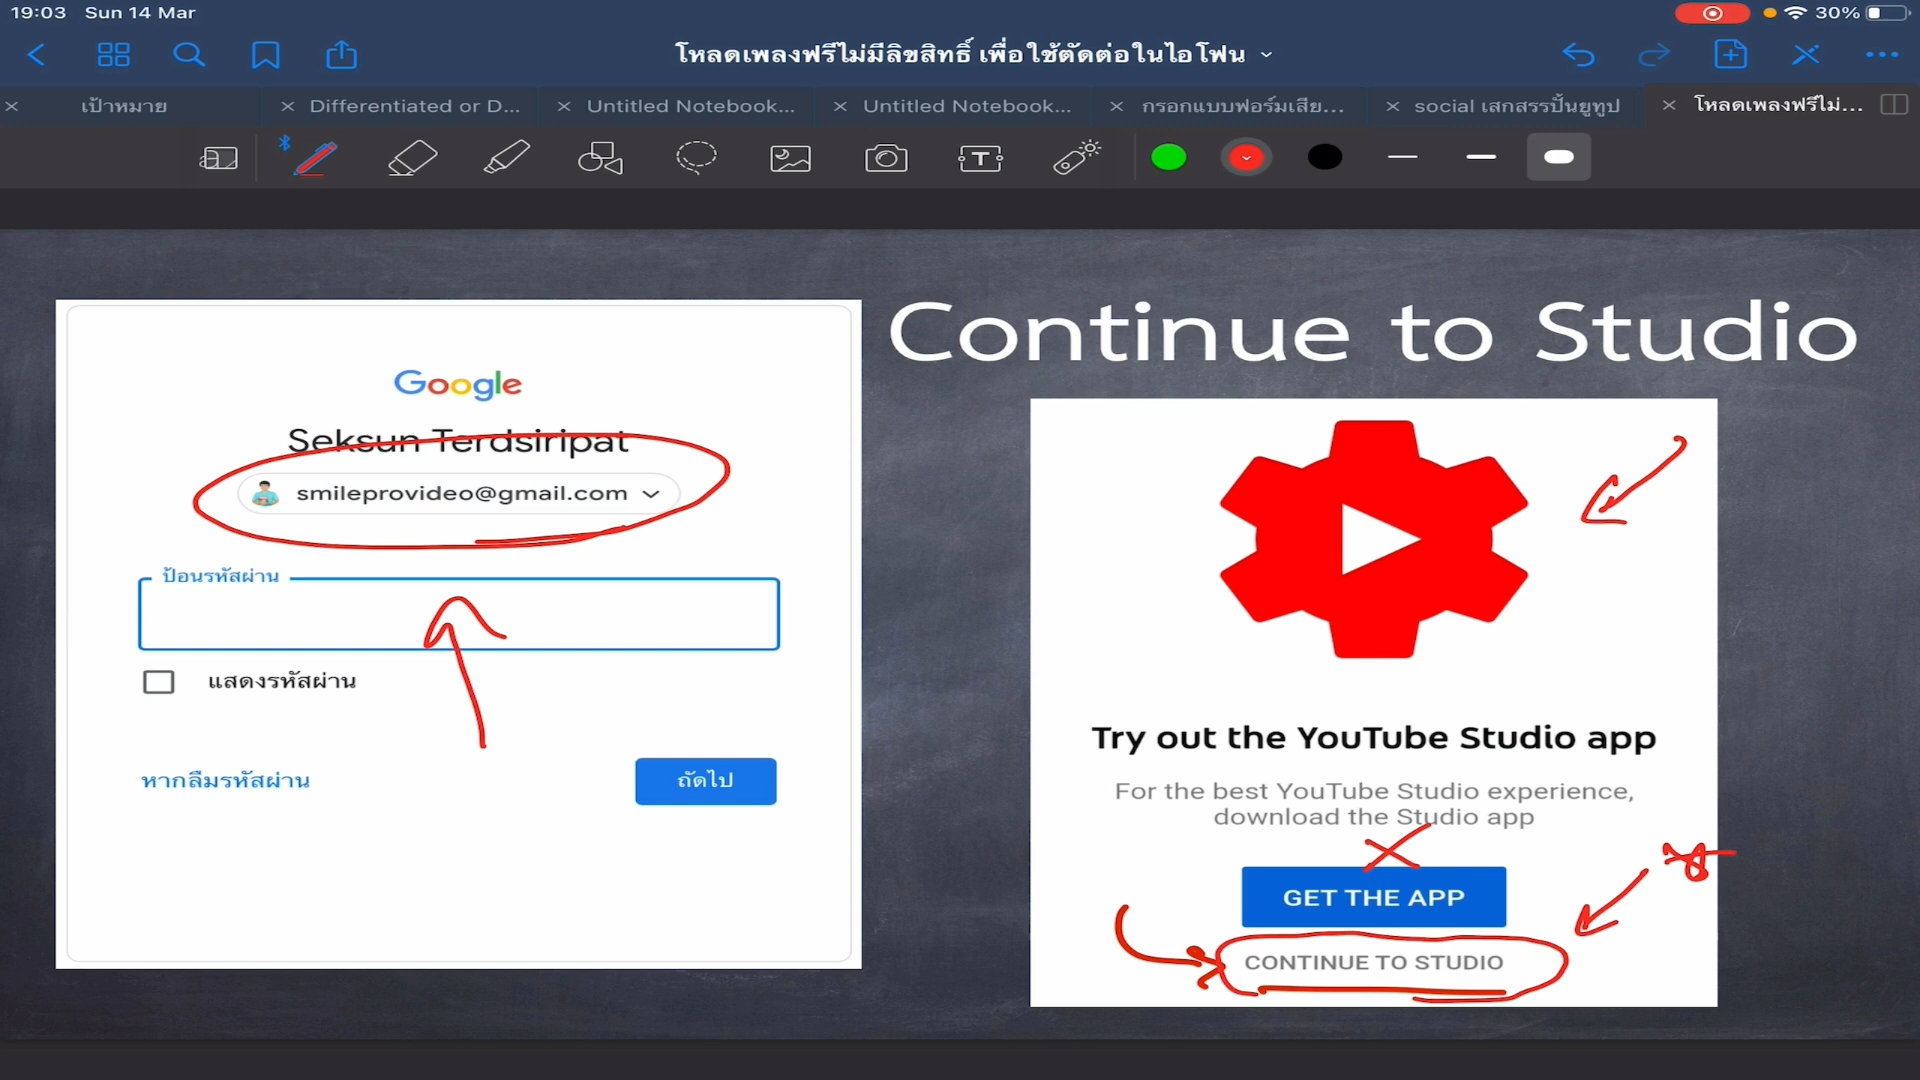 19:03 Sun 14 Mar
30%
โหลดเพลงฟรีไม่มีลิขสิทธิ์ เพื่อใช้ตัดต่อในไอโฟน
เป้าหมาย
Differentiated or D...
Untitled Notebook...
Untitled Notebook...
กรอกแบบฟอร์มเสีย...
social เสกสรรปั้นยูทูป
โหลดเพลงฟรีไม่...
Continue to Studio
Google
Seksun Terdsiripat
smileprovideo@gmail.com
ป้อนรหัสผ่าน
แสดงรหัสผ่าน
หากลืมรหัสผ่าน
ถัดไป
Try out the YouTube Studio app
For the best YouTube Studio experience,
download the Studio app
GET THE APP
CONTINUE TO STUDIO